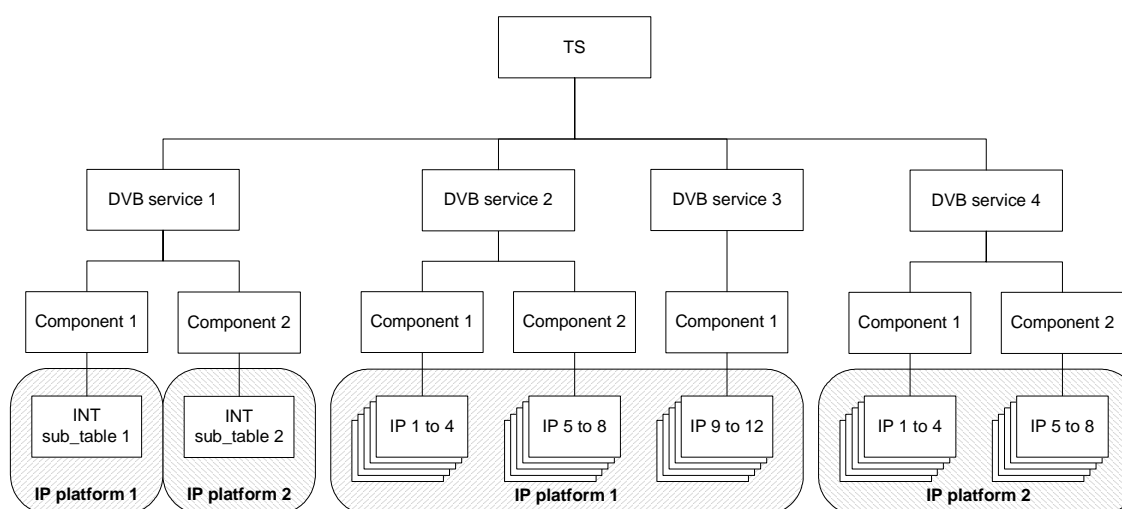 TS
DVB service 1
DVB service 2
DVB service 3
DVB service 4
Component 1
Component 2
Component 1
Component 2
Component 1
Component 1
Component 2
INT
sub_table 1
INT
sub_table 2
IP 1 to 4
IP 5 to 8
IP 9 to 12
IP 1 to 4
IP 5 to 8
IP platform 1
IP platform 2
IP platform 1
IP platform 2